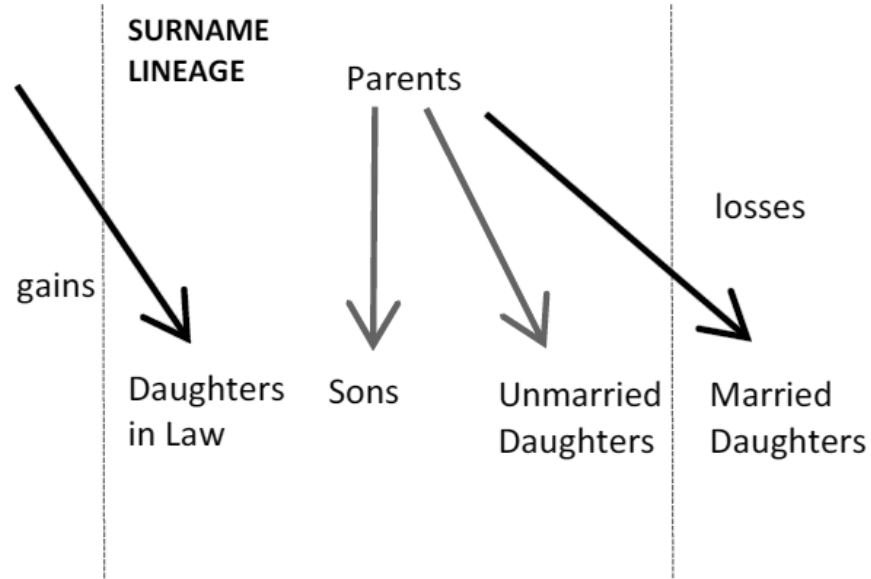 SURNAME
LINEAGE
Parents
losses
gains
Daughters
in Law
Sons
Unmarried
Daughters
Married
Daughters